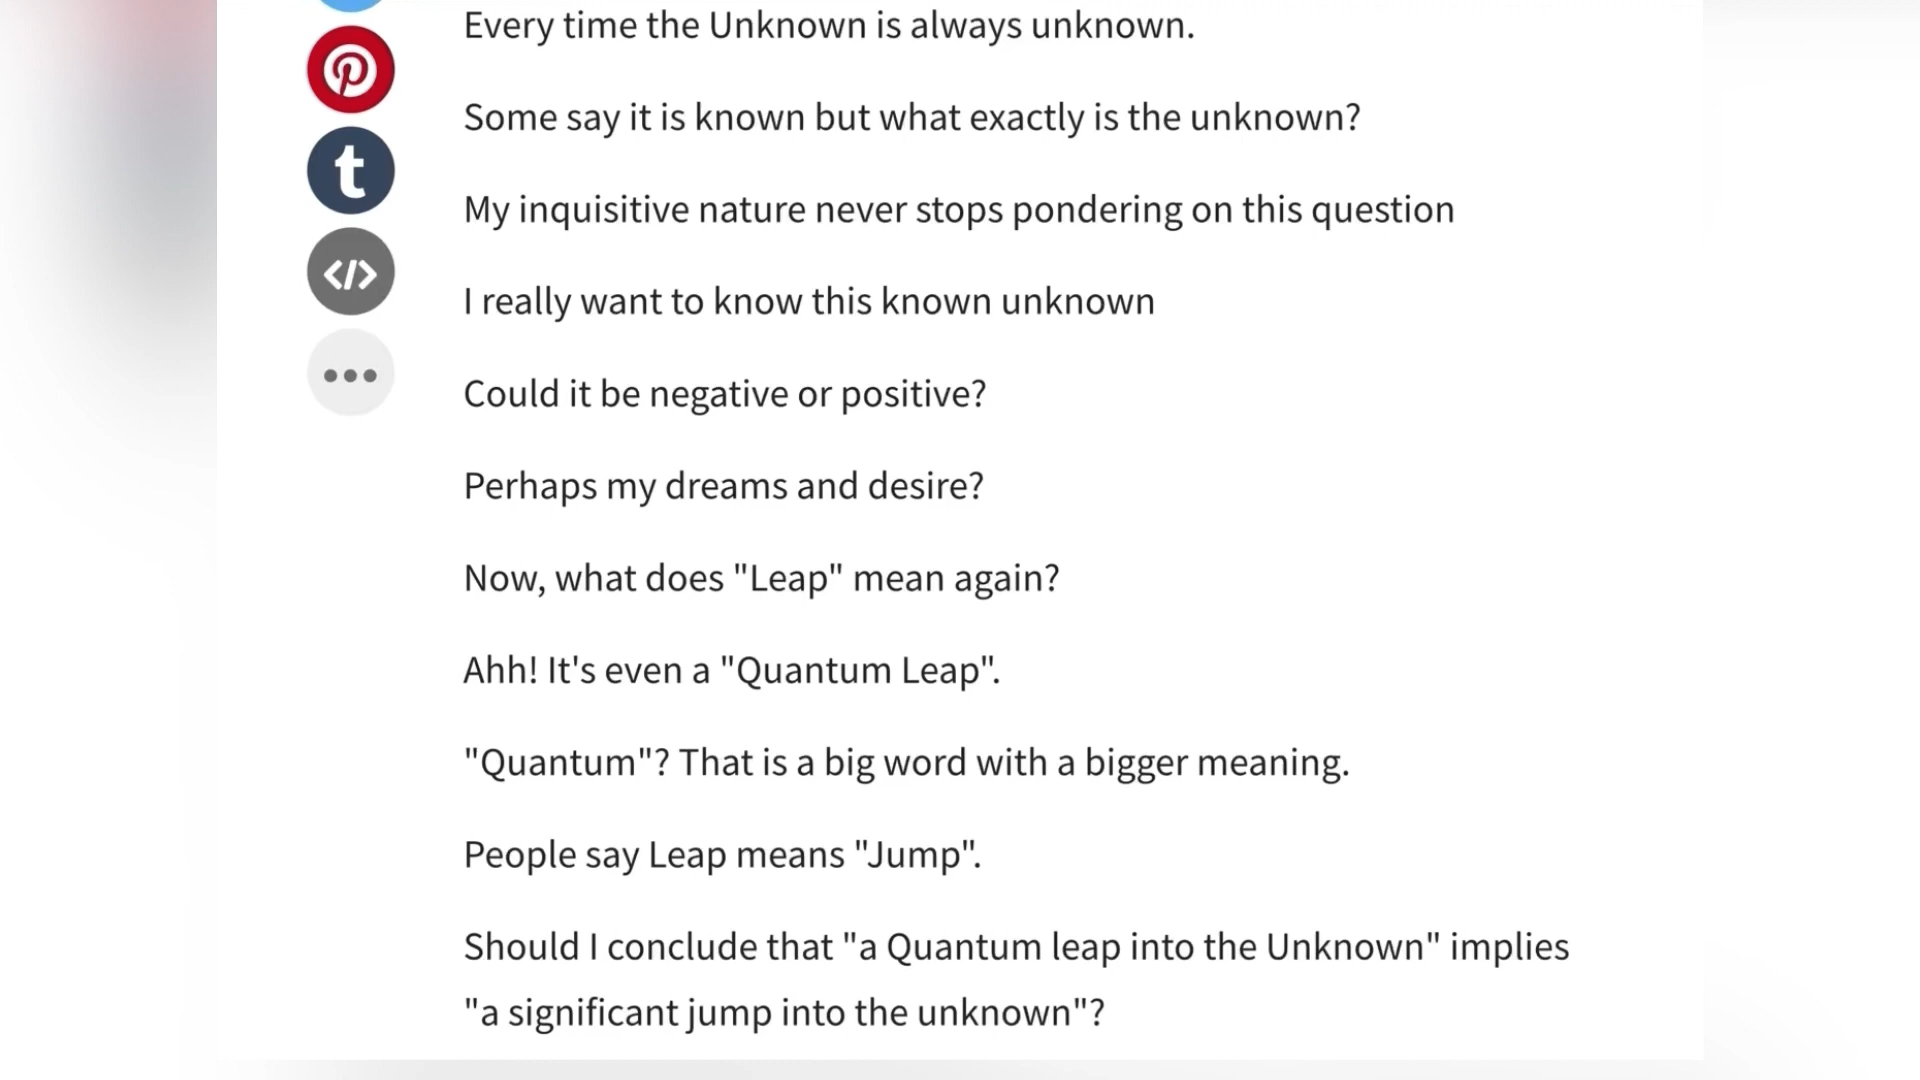 Every time the Unknown is always unknown.
Some say it is known but what exactly is the unknown?
My inquisitive nature never stops pondering on this question
I really want to know this known unknown
Could it be negative or positive?
Perhaps my dreams and desire?
Now, what does "Leap" mean again?
Ahh! It's even a "Quantum Leap".
"Quantum"? That is a big word with a bigger meaning.
People say Leap means "Jump".
Should I conclude that "a Quantum leap into the Unknown" implies
"a significant jump into the unknown"?